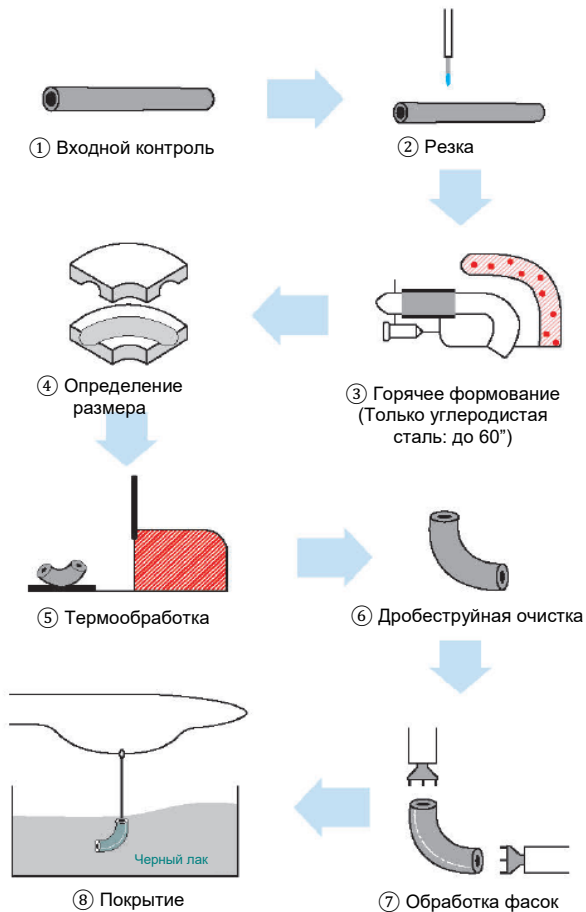 ① Входной контроль
② Резка
③ Горячее формование
(Только углеродистая
сталь: до 60”)
④ Определение
размера
⑤ Термообработка
⑥ Дробеструйная очистка
⑦ Обработка фасок
Черный лак
⑧ Покрытие